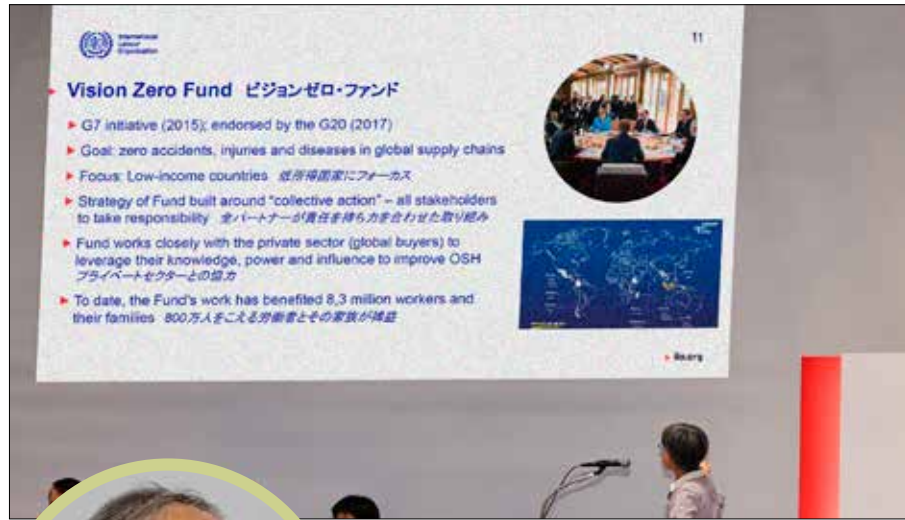 International
Labour
Organization
11
Vision Zero Fund ビジョンゼロ・ファンド
G7 initiative (2015); endorsed by the G20 (2017)
Goal: zero accidents, injuries and diseases in global supply chains
Focus: Low-income countries 低所得国家にフォーカス
Strategy of Fund built around “collective action” – all stakeholders
to take responsibility 全パートナーが責任を持ち力を合わせた取り組み
Fund works closely with the private sector (global buyers) to
leverage their knowledge, power and influence to improve OSH
プライベートセクターとの協力
To date, the Fund's work has benefited 8,3 million workers and
their families 800万人をこえる労働者とその家族が裨益
ilo.org